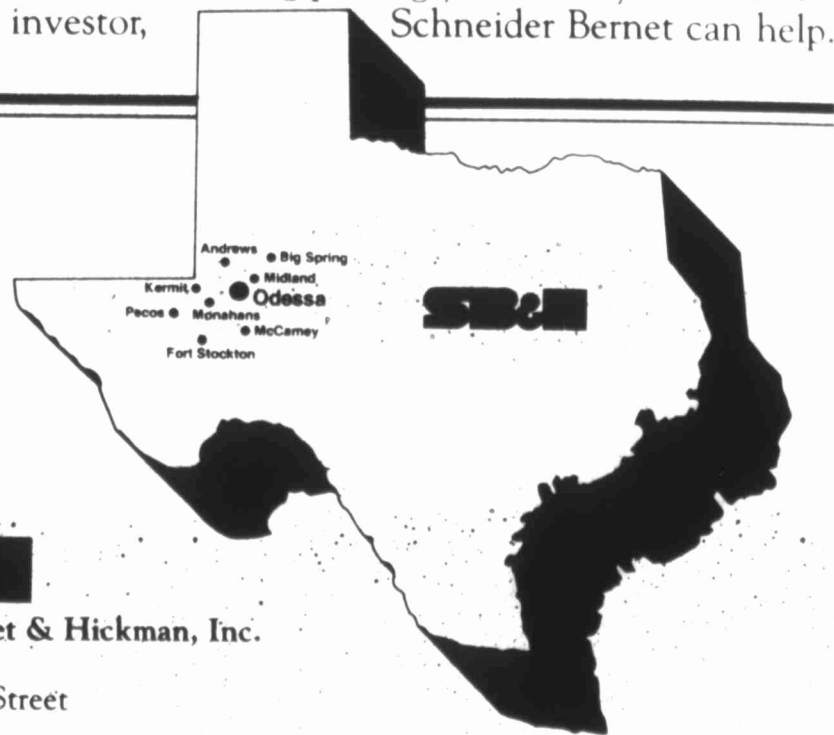 investor, Schneider Bernet can help.
Andrews
Big Spring
Midland
Kermit
Odessa
Pecos
Monahans
McCamey
Fort Stockton
SB&H
& Hickman, Inc.
Street